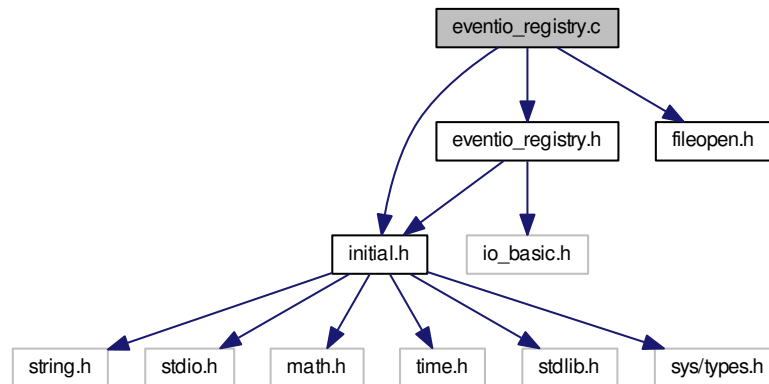 eventio_registry.c
eventio_registry.h
fileopen.h
initial.h
io_basic.h
string.h
stdio.h
math.h
time.h
stdlib.h
sys/types.h